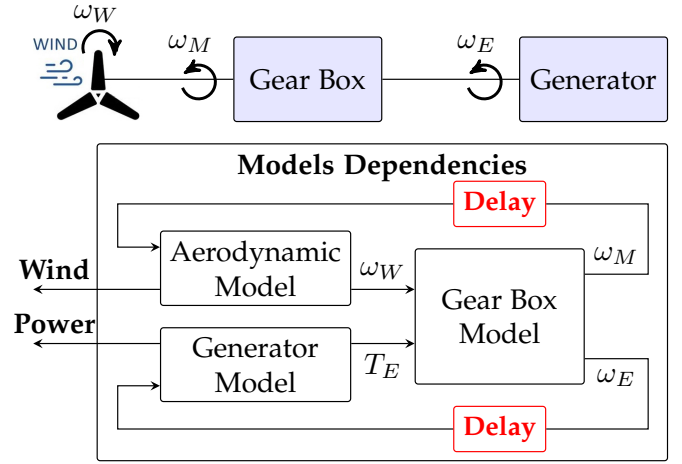 ω_W
WIND
ω_M
Gear Box
ω_E
Generator
Models Dependencies
Delay
Aerodynamic
Model
Wind
ω_W
ω_M
Gear Box
Model
Power
Generator
Model
T_E
ω_E
Delay